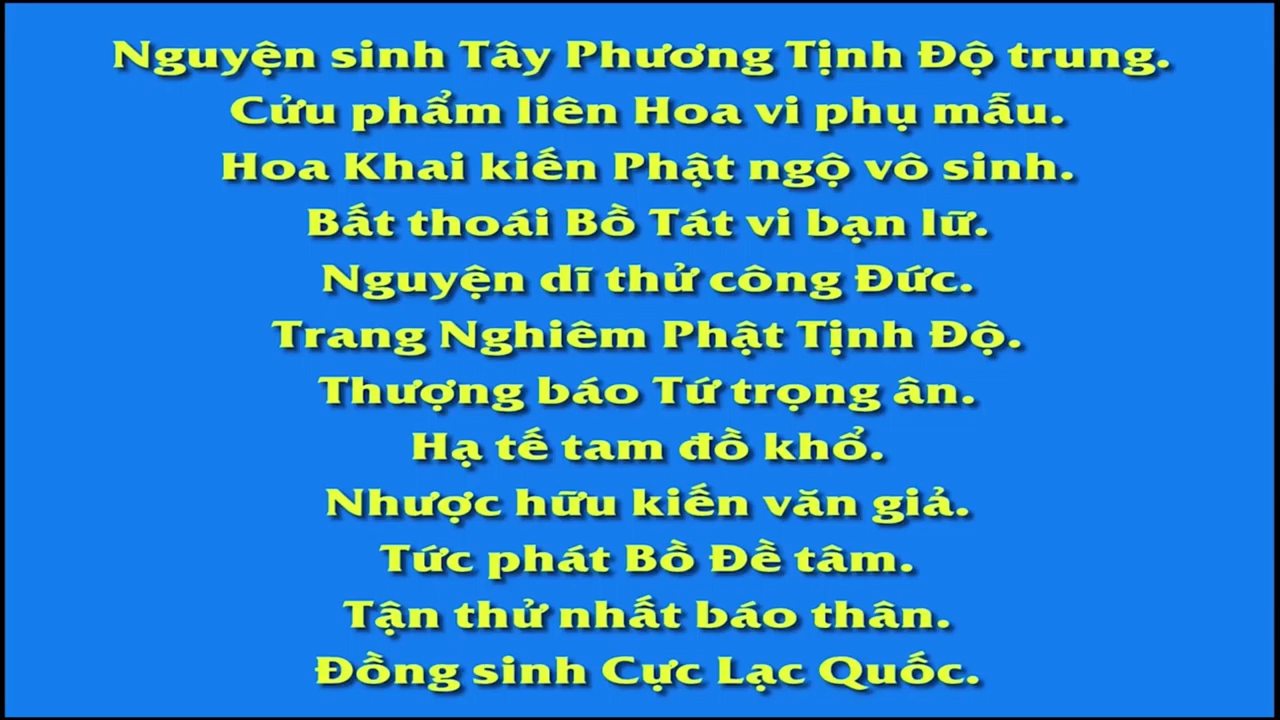 Nguyện sinh Tây Phương Tịnh Độ trung.
Cửu phẩm liên Hoa vi phụ mẫu.
Hoa Khai kiến Phật ngộ vô sinh.
Bất thoái Bồ Tát vi bạn lữ.
Nguyện dĩ thử công Đức.
Trang Nghiêm Phật Tịnh Độ.
Thượng báo Tứ trọng ân.
Hạ tế tam đồ khổ.
Nhược hữu kiến văn giả.
Tức phát Bồ Đề tâm.
Tận thử nhất báo thân.
Đồng sinh Cực Lạc Quốc.